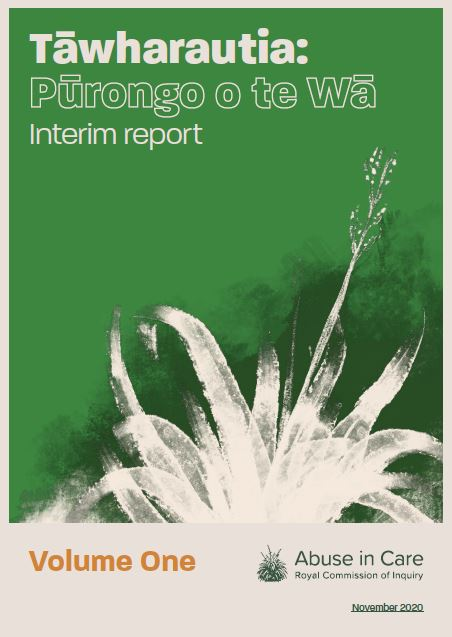 Tāwharautia:
Pūrongo o te Wā
Interim report
Volume One
Abuse in Care
Royal Commission of Inquiry
November 2020